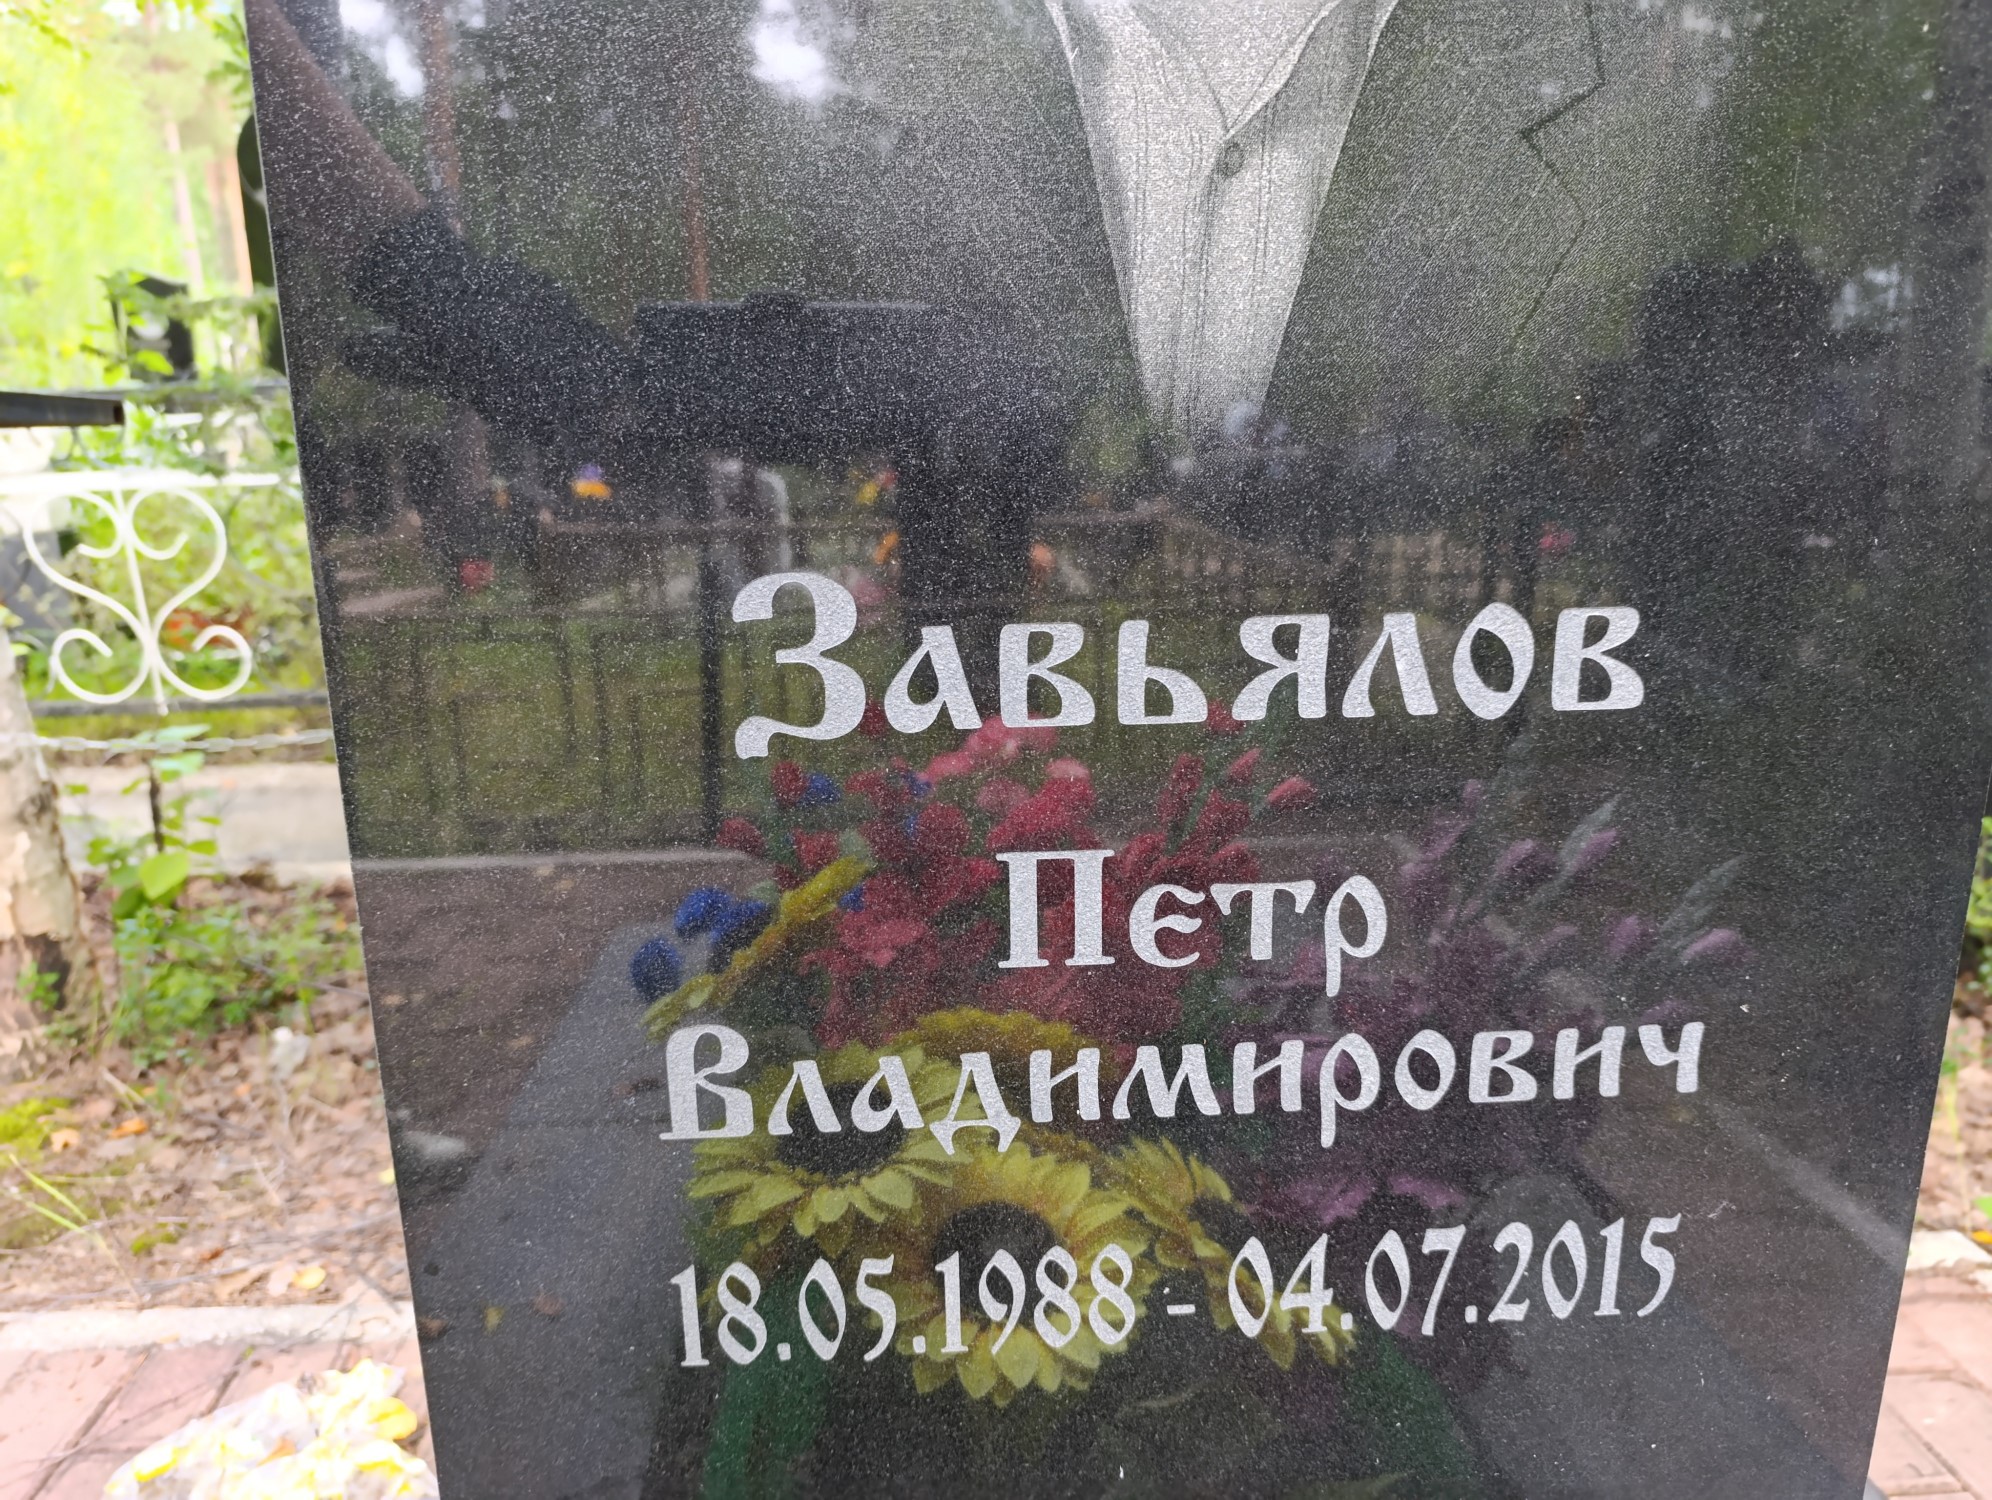 Завьялов
Петр
Владимирович
18.05.1988 - 04.07.2015